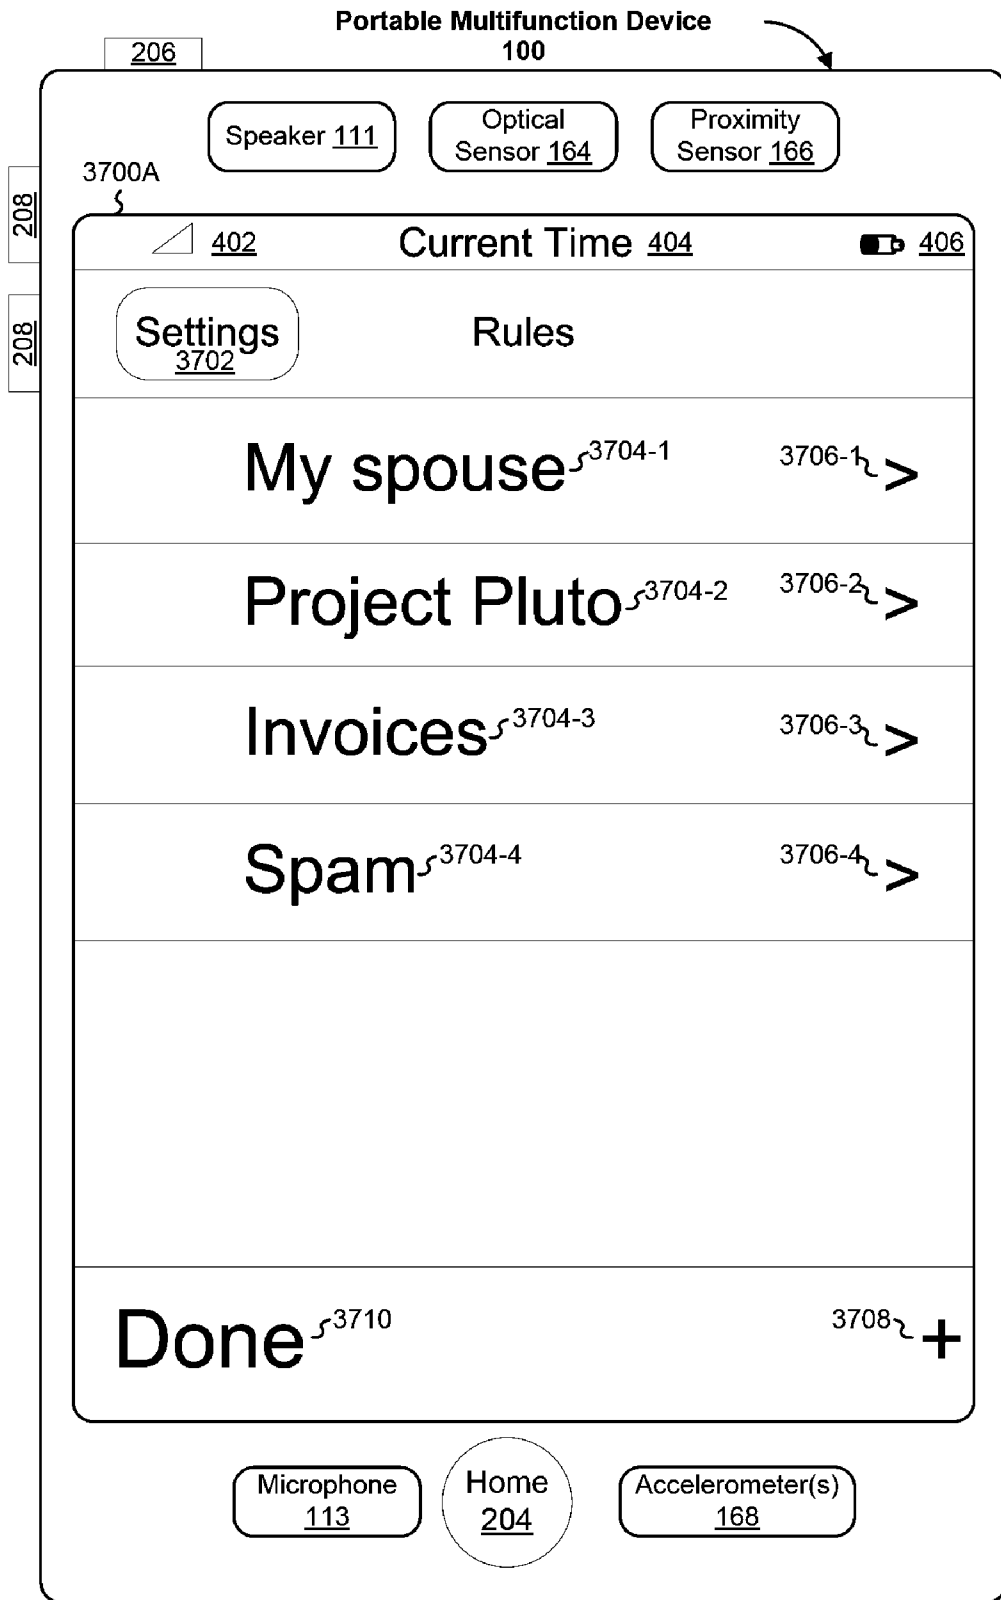 Portable Multifunction Device
100
206
Speaker 111
Optical
Sensor 164
Proximity
Sensor 166
3700A
208
208
402
Current Time 404
406
Settings
3702
Rules
My spouse 3704-1 3706-1 >
Project Pluto 3704-2 3706-2 >
Invoices 3704-3 3706-3 >
Spam 3704-4 3706-4 >
Done 3710 3708 +
Microphone
113
Home
204
Accelerometer(s)
168